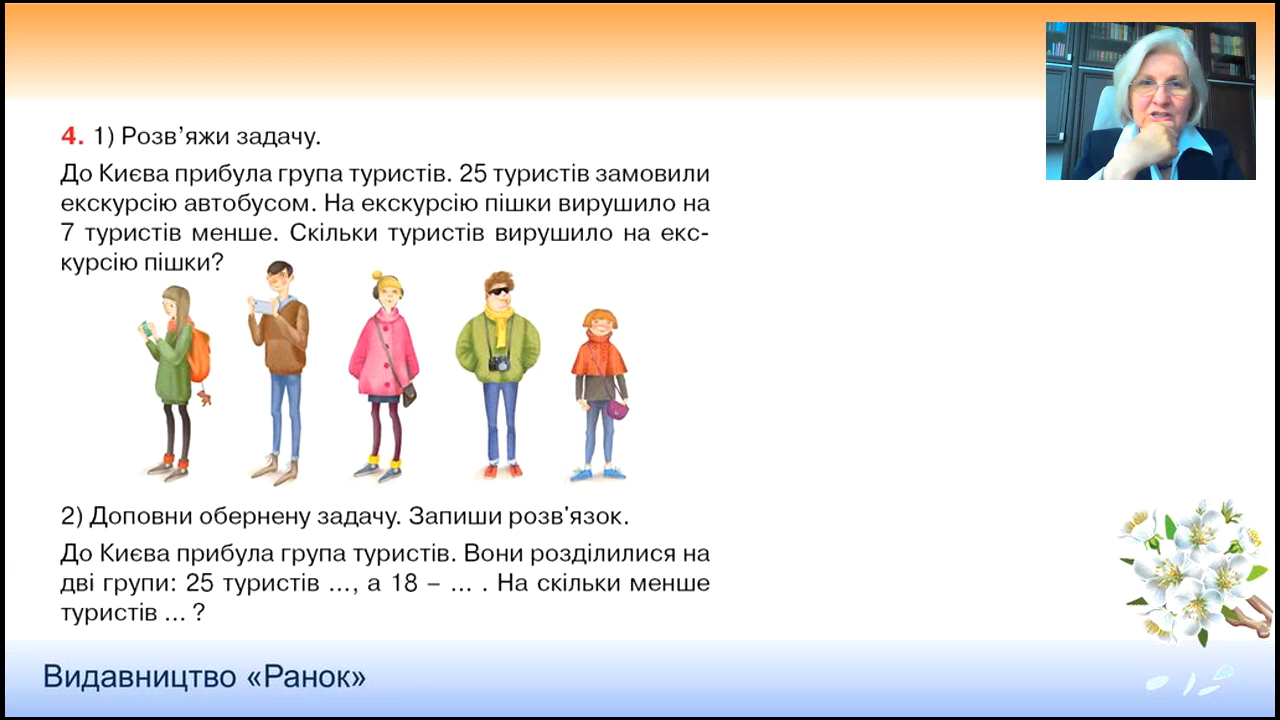 4. 1) Розв’яжи задачу.
До Києва прибула група туристів. 25 туристів замовили
екскурсію автобусом. На екскурсію пішки вирушило на
7 туристів менше. Скільки туристів вирушило на екс-
курсію пішки?
2) Доповни обернену задачу. Запиши розв'язок.
До Києва прибула група туристів. Вони розділилися на
дві групи: 25 туристів ..., а 18 – ... . На скільки менше
туристів ... ?
Видавництво «Ранок»